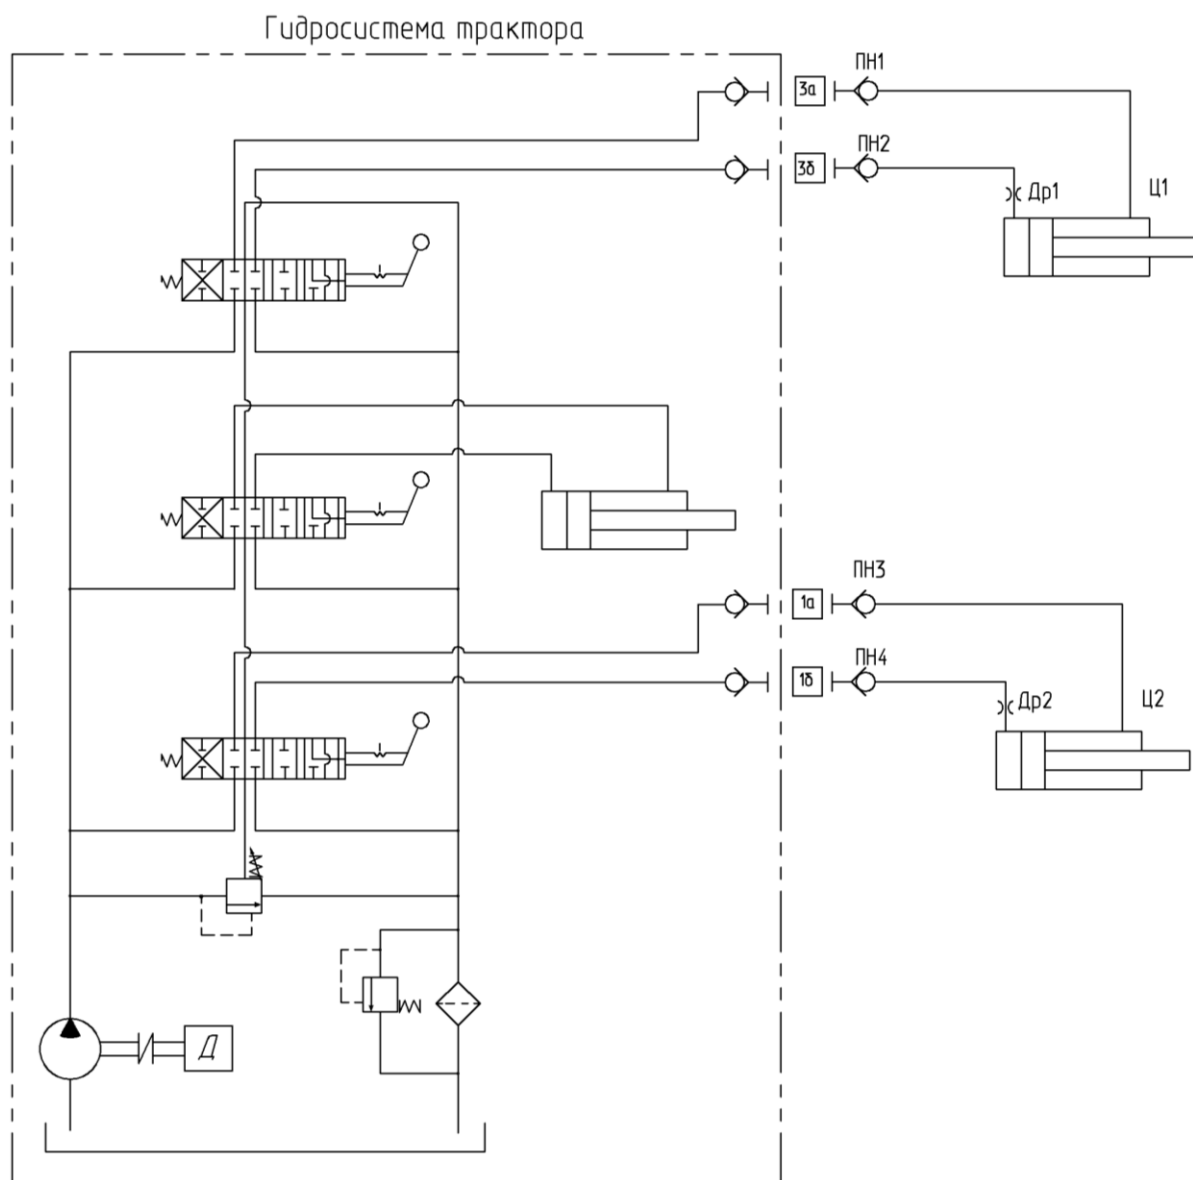 Гидросистема трактора
3а
ПН1
3б
ПН2
Др1
Ц1
1а
ПН3
1б
ПН4
Др2
Ц2
Д